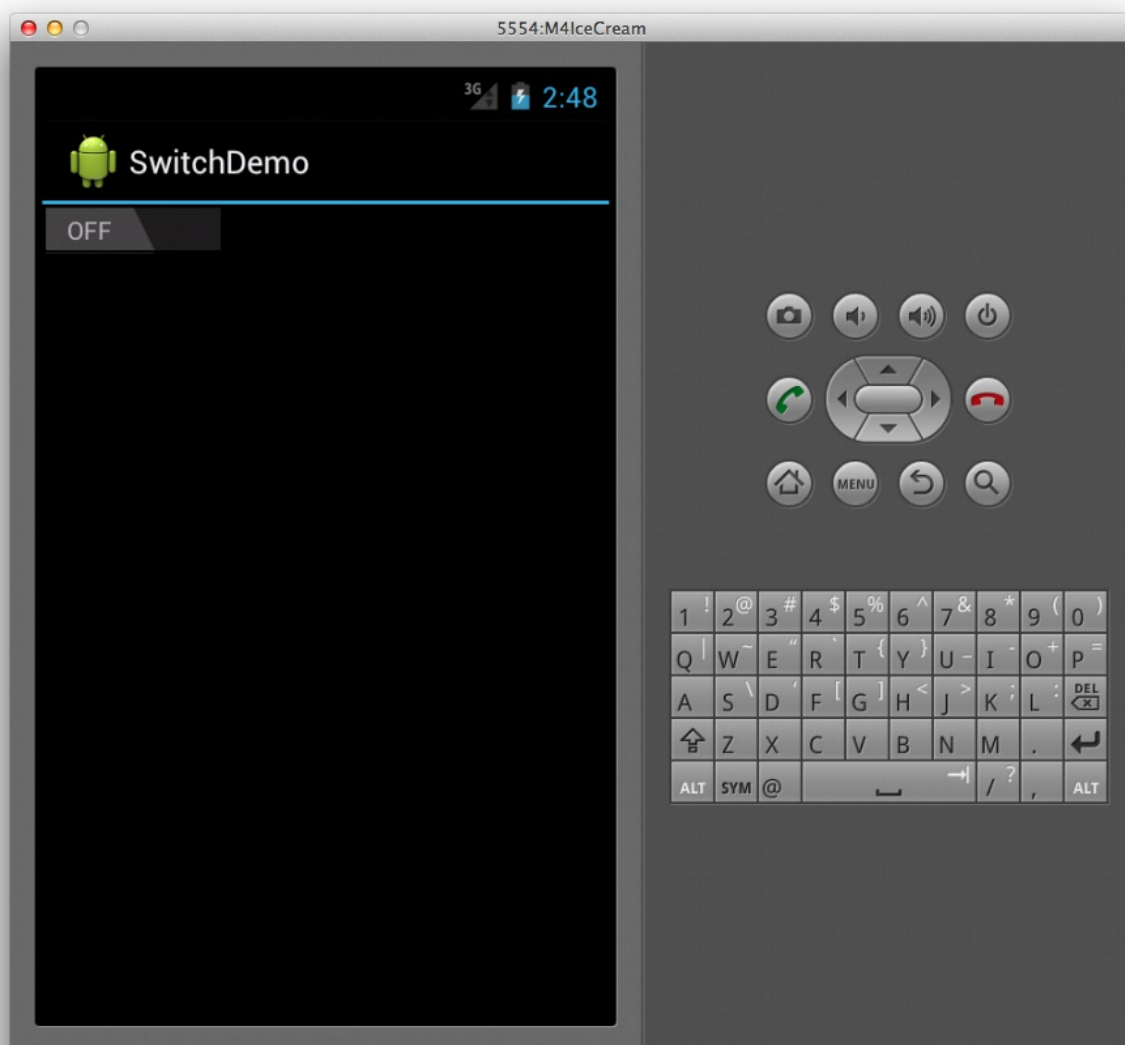 5554:M4IceCream
3G 2:48
SwitchDemo
OFF
MENU
1 ! 2 @ 3 # 4 $ 5 % 6 ^ 7 & 8 * 9 ( 0 )
Q | W ~ E " R ` T { Y } U _ I - O + P =
A S \ D ' F [ G ] H < J > K ; L : DEL
Z X C V B N M .
ALT SYM @ / ? , ALT